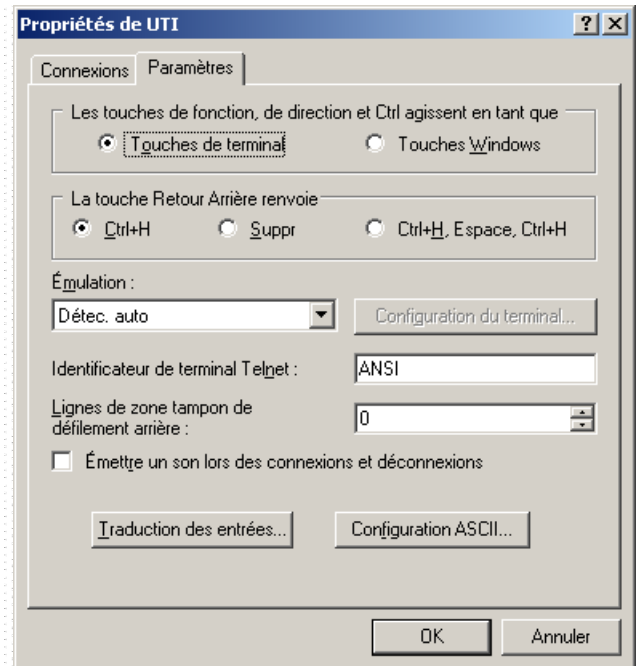 Propriétés de UTI
Connexions Paramètres
Les touches de fonction, de direction et Ctrl agissent en tant que
Touches de terminal Touches Windows
La touche Retour Arrière renvoie
Ctrl+H Suppr Ctrl+H, Espace, Ctrl+H
Émulation :
Détec. auto Configuration du terminal...
Identificateur de terminal Telnet : ANSI
Lignes de zone tampon de
défilement arrière : 0
Émettre un son lors des connexions et déconnexions
Traduction des entrées... Configuration ASCII...
OK Annuler